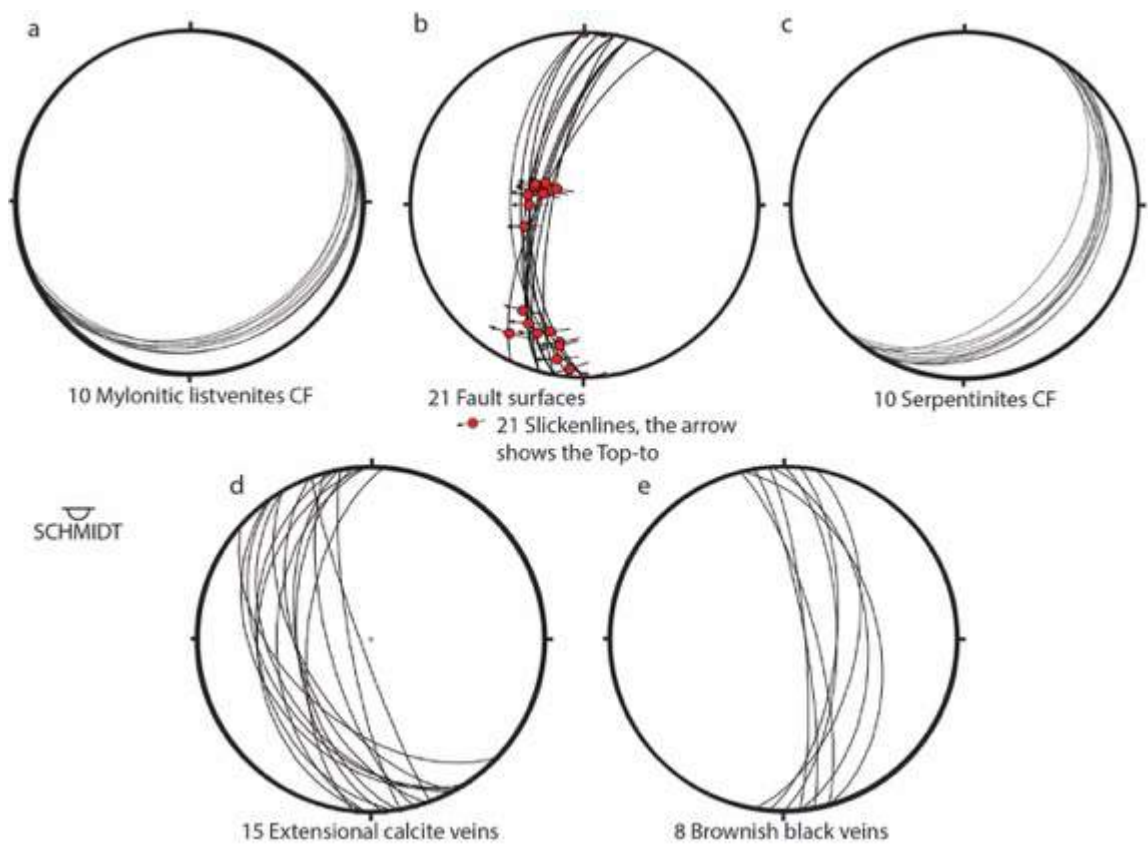 a
b
c
10 Mylonitic listvenites CF
21 Fault surfaces
21 Slickenlines, the arrow
shows the Top-to
10 Serpentinites CF
d
e
SCHMIDT
15 Extensional calcite veins
8 Brownish black veins